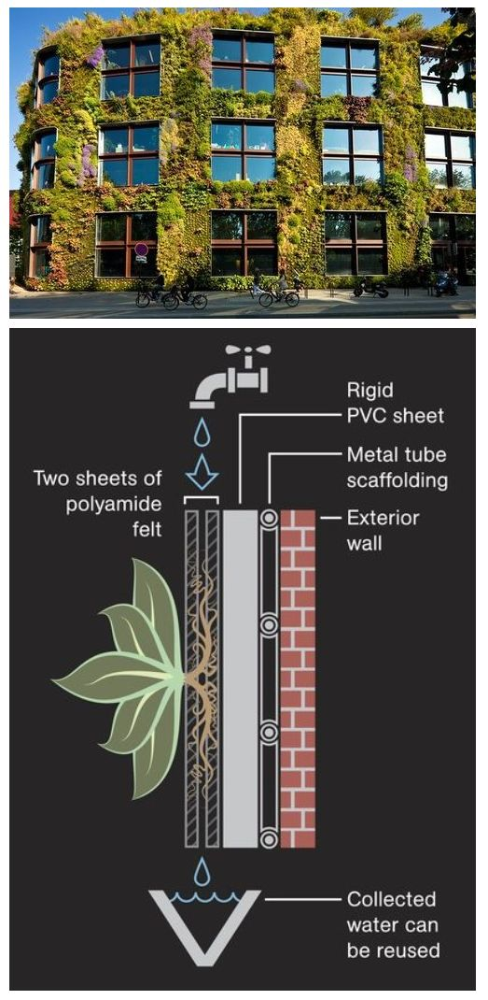 Rigid
PVC sheet
Metal tube
scaffolding
Two sheets of
polyamide
felt
Exterior
wall
Collected
water can
be reused